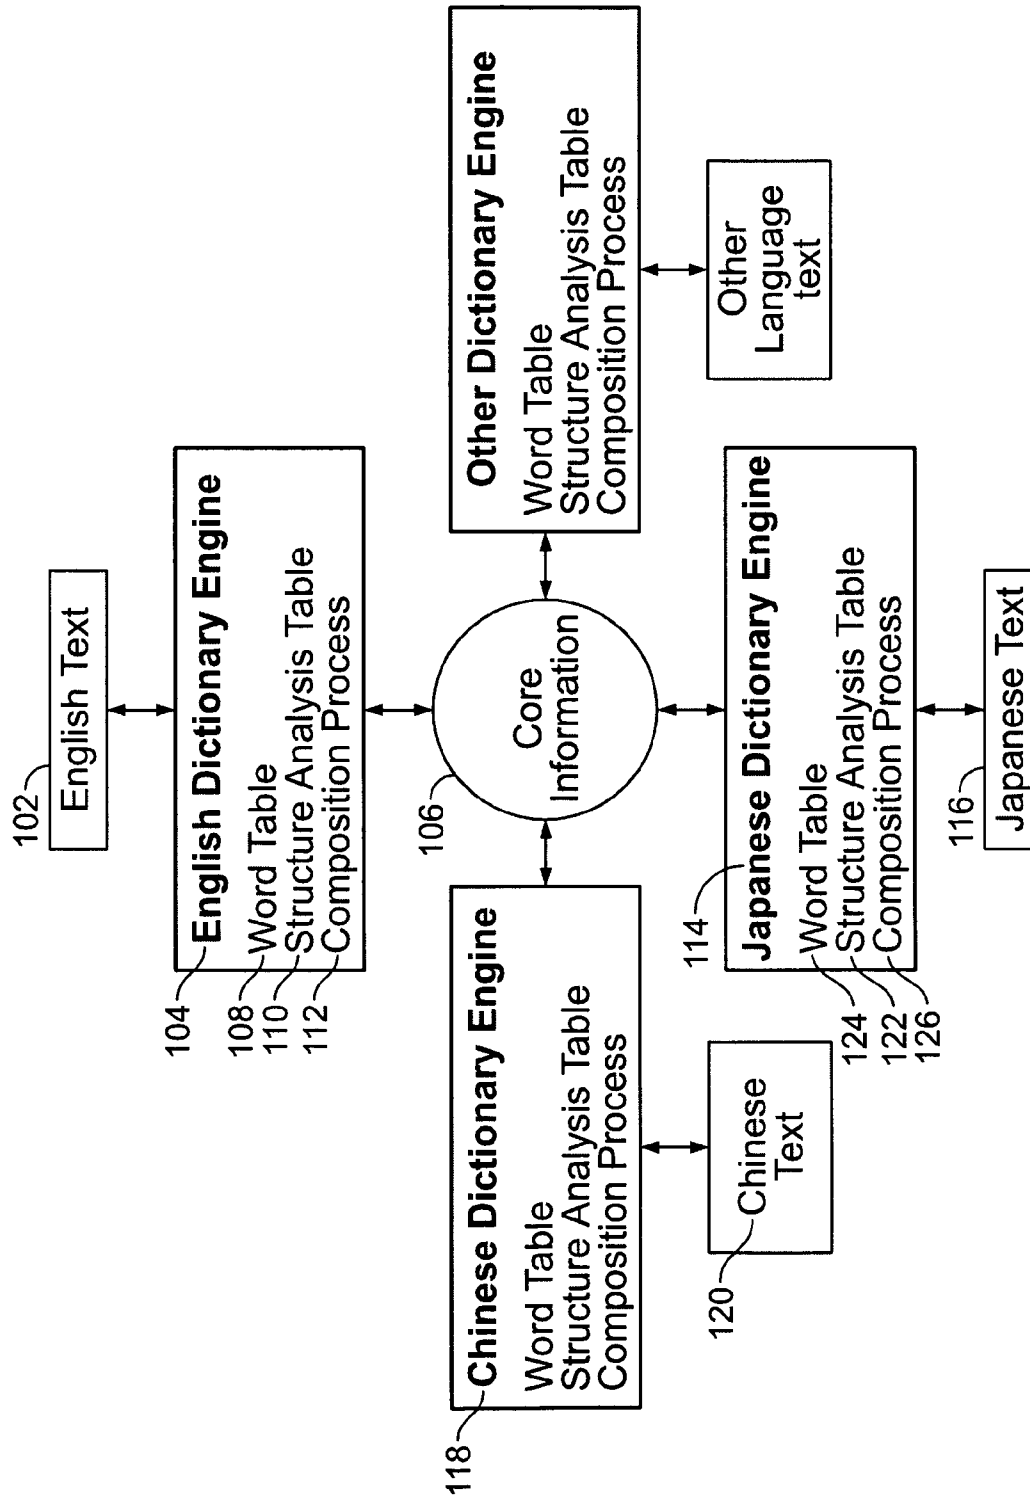 102
English Text
104
English Dictionary Engine
108
Word Table
110
Structure Analysis Table
112
Composition Process
118
Chinese Dictionary Engine
Word Table
Structure Analysis Table
Composition Process
120
Chinese
Text
106
Core
Information
Other Dictionary Engine
Word Table
Structure Analysis Table
Composition Process
Other
Language
text
114
Japanese Dictionary Engine
124
Word Table
122
Structure Analysis Table
126
Composition Process
116
Japanese Text